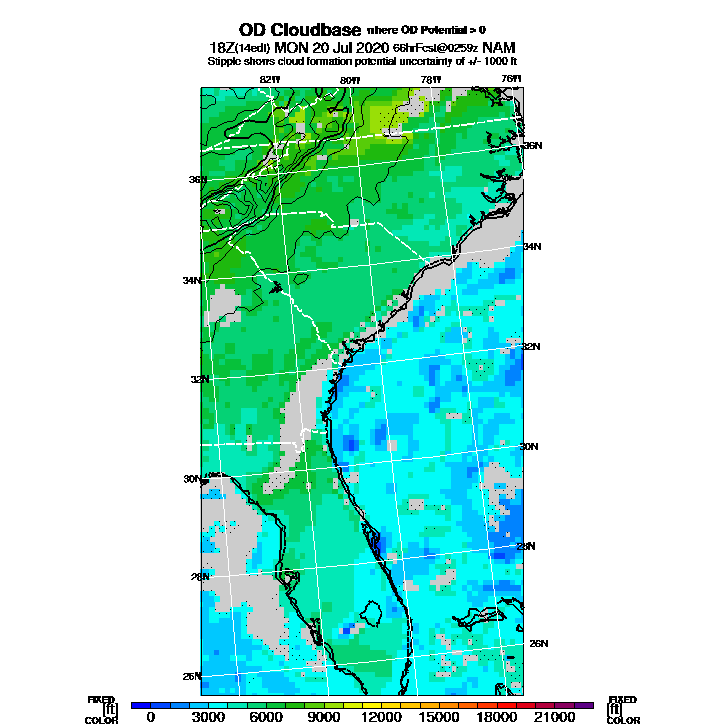 OD Cloudbase where OD Potential > 0
18Z(14edt) MON 20 Jul 2020 66hrFcst@0259z NAM
Stipple shows cloud formation potential uncertainty of +/- 1000 ft
82W 80W 78W 76W
36N
36N
34N
34N
32N
32N
30N
30N
28N
28N
26N
26N
FIXED FIXED
[ft] 0 3000 6000 9000 12000 15000 18000 21000 [ft]
COLOR COLOR